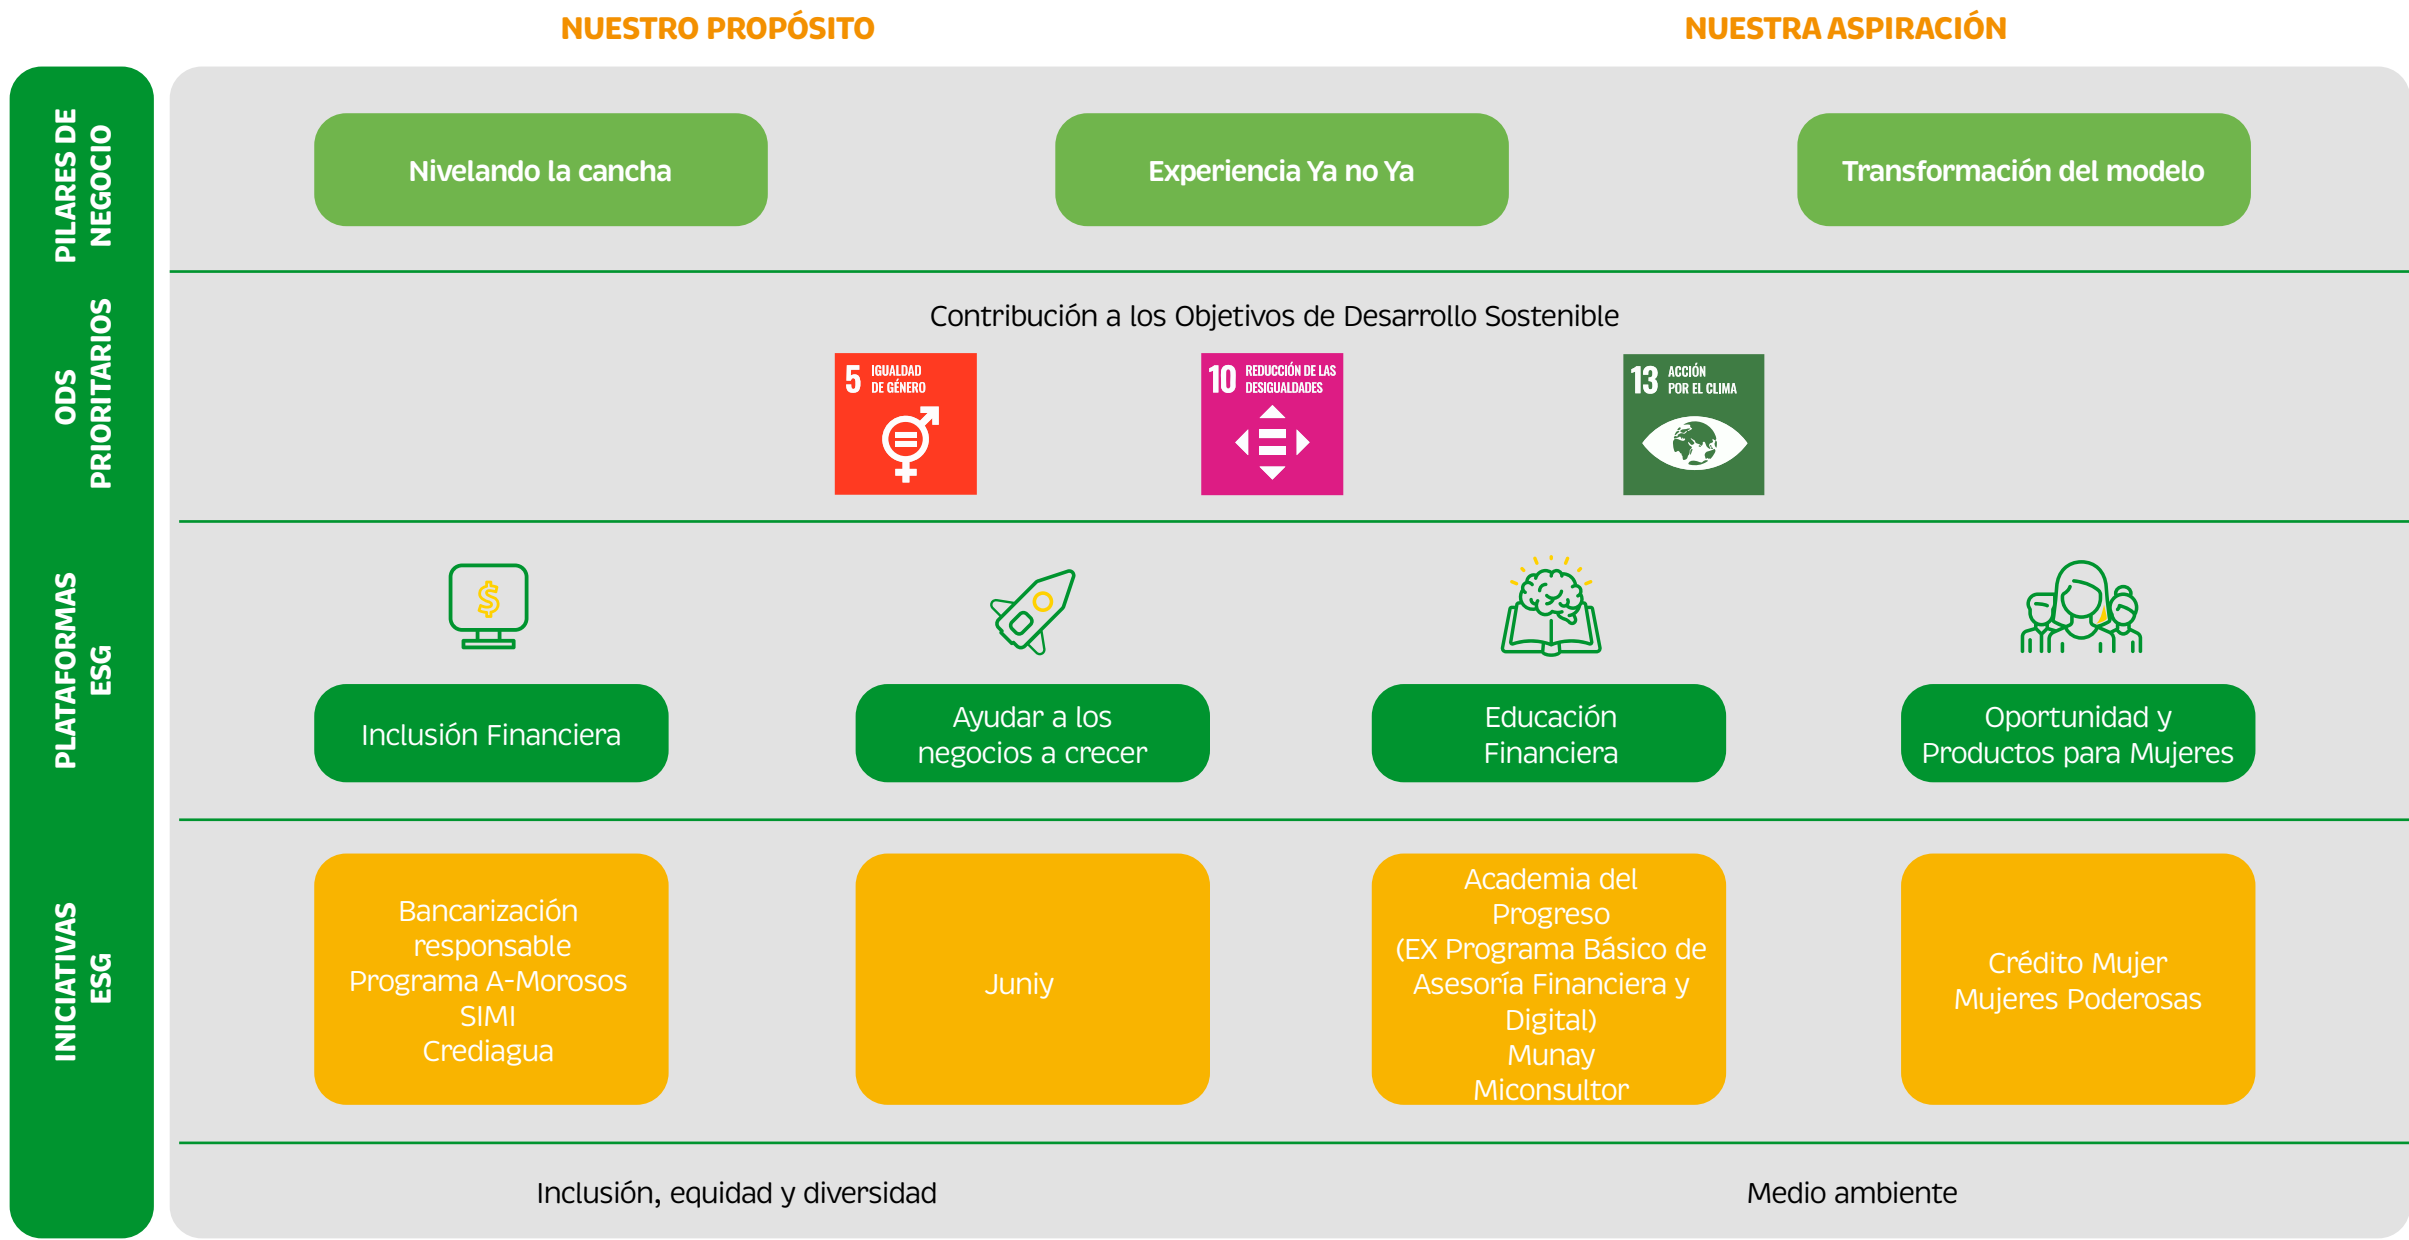 NUESTRO PROPÓSITO
NUESTRA ASPIRACIÓN
PILARES DE
NEGOCIO
Nivelando la cancha
Experiencia Ya no Ya
Transformación del modelo
ODS
PRIORITARIOS
Contribución a los Objetivos de Desarrollo Sostenible
5 IGUALDAD
DE GÉNERO
10 REDUCCIÓN DE LAS
DESIGUALDADES
13 ACCIÓN
POR EL CLIMA
PLATAFORMAS
ESG
$
Inclusión Financiera
Ayudar a los
negocios a crecer
Educación
Financiera
Oportunidad y
Productos para Mujeres
INICIATIVAS
ESG
Bancarización
responsable
Programa A-Morosos
SIMI
Crediagua
Juniy
Academia del
Progreso
(EX Programa Básico de
Asesoría Financiera y
Digital)
Munay
Miconsultor
Crédito Mujer
Mujeres Poderosas
Inclusión, equidad y diversidad
Medio ambiente